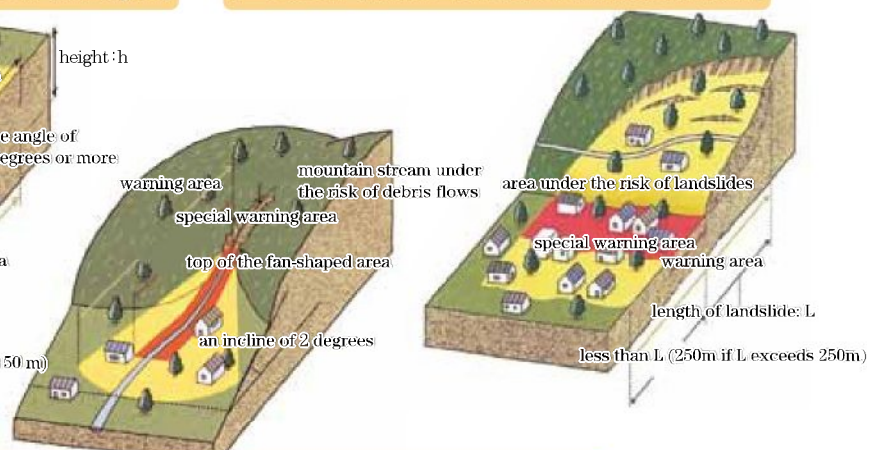 height:h
e angle of
egrees or more
a
50 m)
warning area
mountain stream under
the risk of debris flows
special warning area
top of the fan-shaped area
an incline of 2 degrees
area under the risk of landslides
special warning area
warning area
length of landslide: L
less than L (250m if L exceeds 250m)